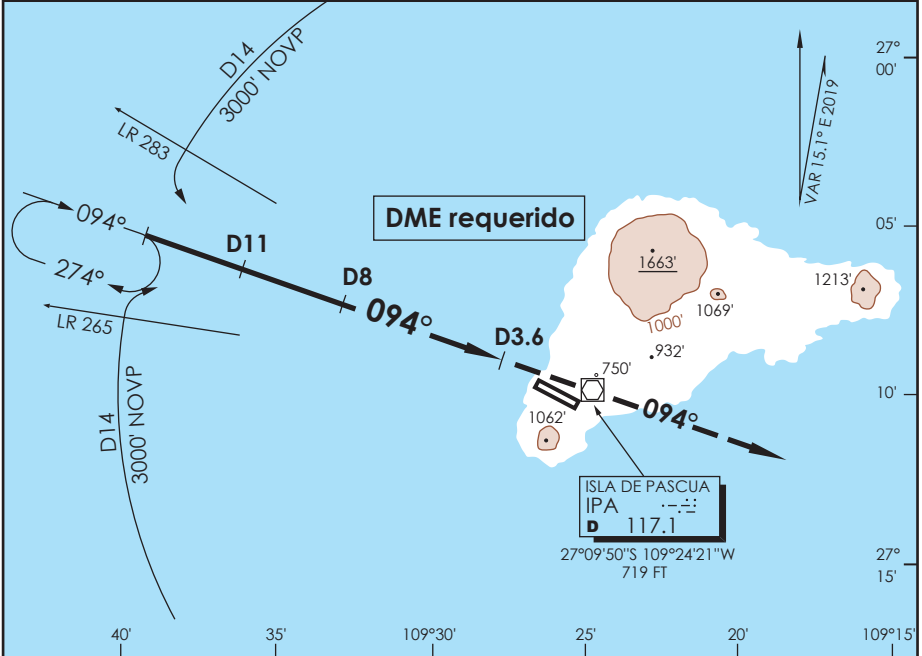 D14
3000' NOVP
27°
00'
VAR 15.1° E 2019
LR 283
094°
DME requerido
05'
D11
1663'
1213'
274°
D8
1069'
LR 265
094°
1000'
D3.6
932'
750'
10'
094°
1062'
D14
3000' NOVP
ISLA DE PASCUA
IPA
D 117.1
27°09'50"S 109°24'21"W
719 FT
27°
15'
40' 35' 109°30' 25' 20' 109°15'